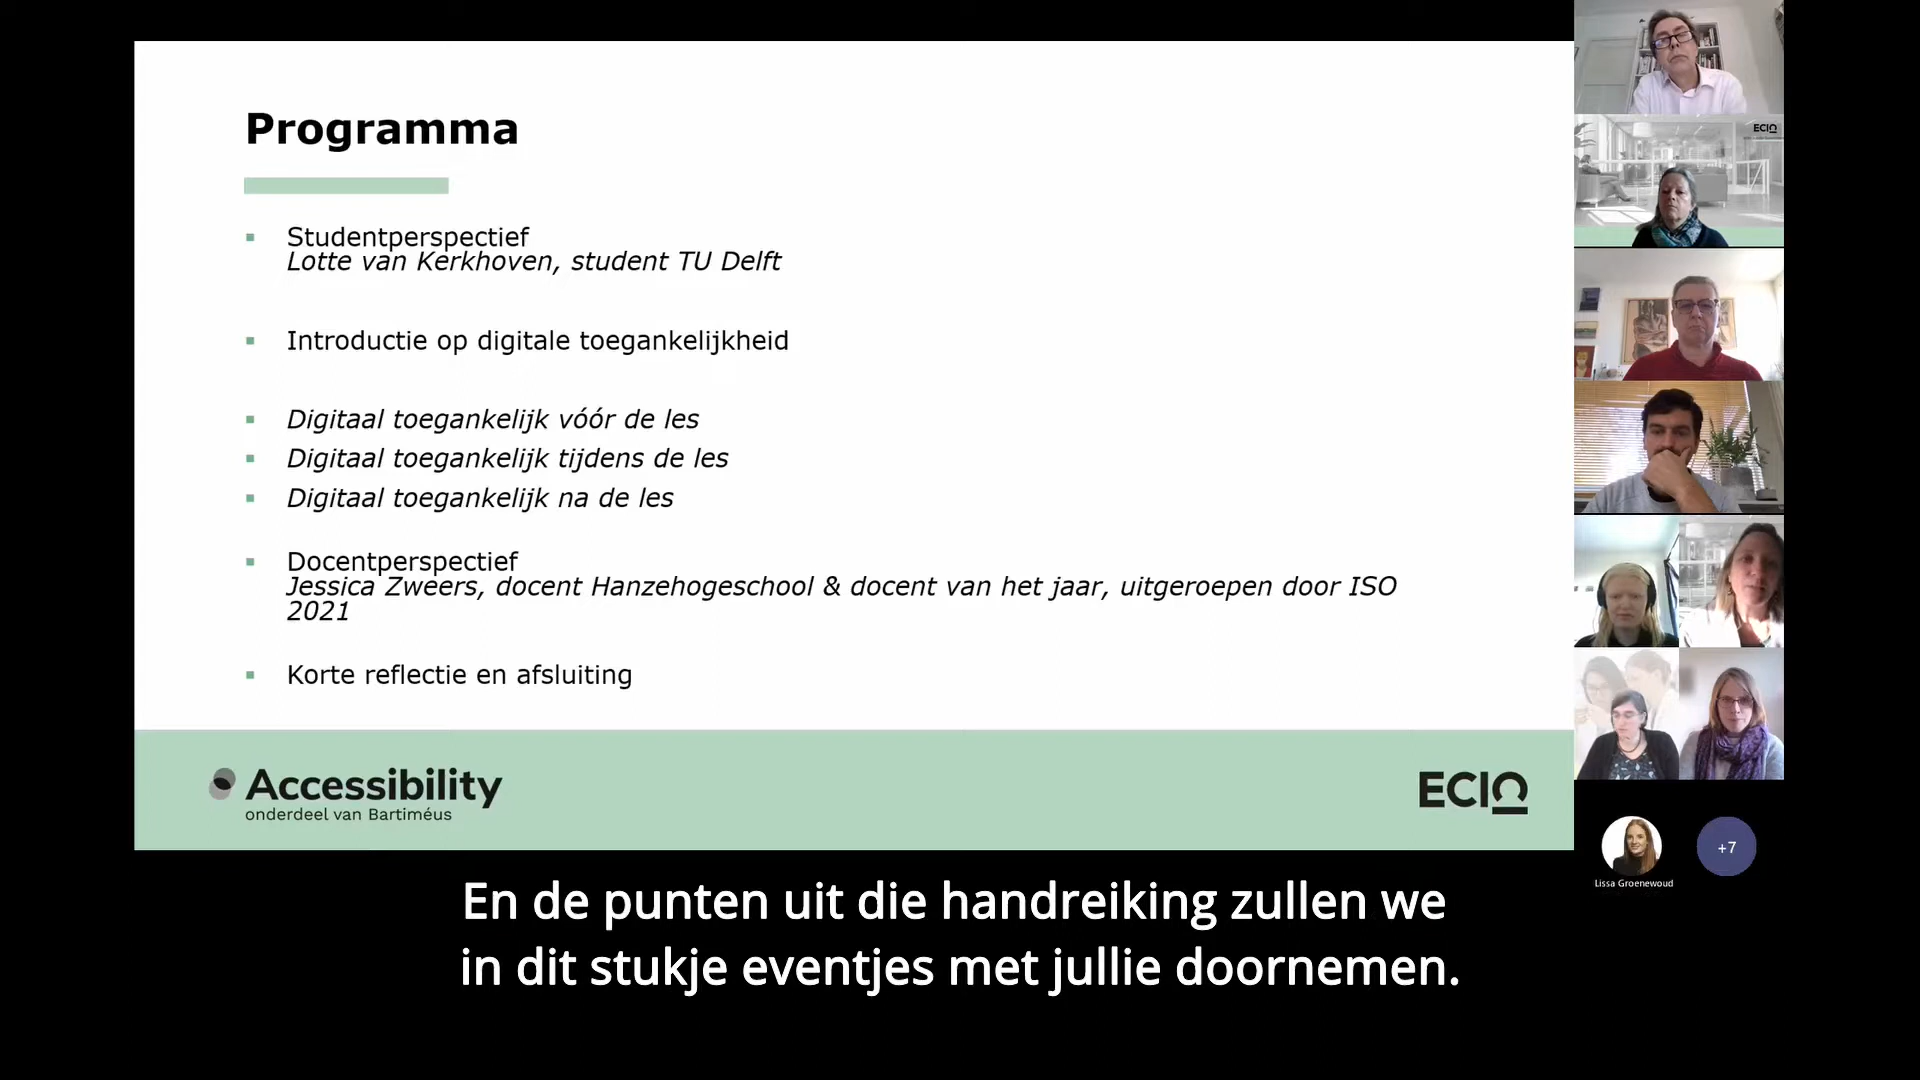 Programma
Studentperspectief
Lotte van Kerkhoven, student TU Delft
Introductie op digitale toegankelijkheid
Digitaal toegankelijk vóór de les
Digitaal toegankelijk tijdens de les
Digitaal toegankelijk na de les
Docentperspectief
Jessica Zweers, docent Hanzehogeschool & docent van het jaar, uitgeroepen door ISO
2021
Korte reflectie en afsluiting
Accessibility
onderdeel van Bartiméus
ECIO
ECIO
+7
Lissa Groenewoud
En de punten uit die handreiking zullen we
in dit stukje eventjes met jullie doornemen.